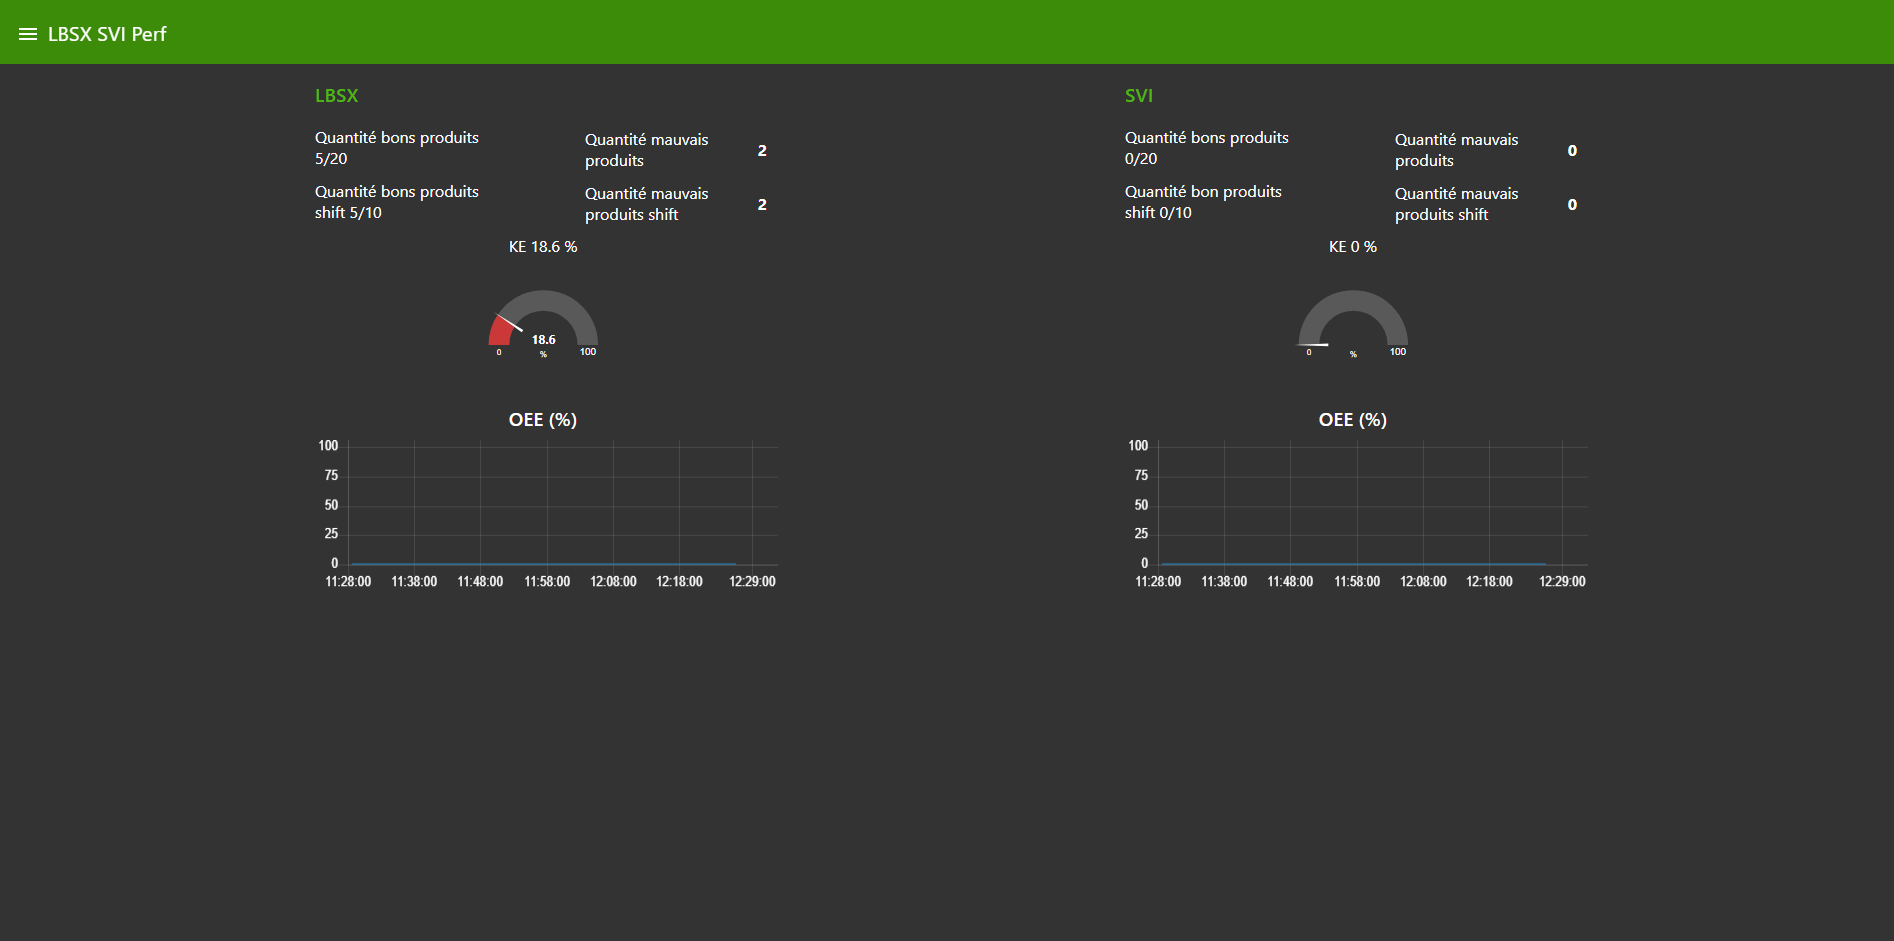 LBSX SVI Perf
LBSX
Quantité bons produits
5/20
Quantité mauvais
produits
2
Quantité bons produits
shift 5/10
Quantité mauvais
produits shift
2
KE 18.6 %
18.6
%
0
100
OEE (%)
100
75
50
25
0
11:28:00 11:38:00 11:48:00 11:58:00 12:08:00 12:18:00 12:29:00
SVI
Quantité bons produits
0/20
Quantité mauvais
produits
0
Quantité bon produits
shift 0/10
Quantité mauvais
produits shift
0
KE 0 %
0
%
100
OEE (%)
100
75
50
25
0
11:28:00 11:38:00 11:48:00 11:58:00 12:08:00 12:18:00 12:29:00